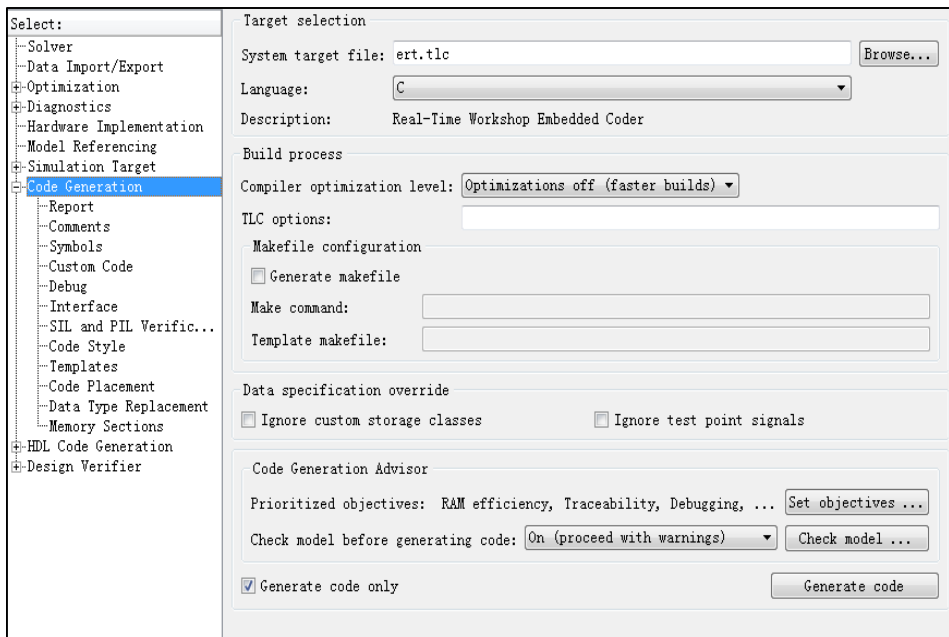 Select:
Solver
Data Import/Export
Optimization
Diagnostics
Hardware Implementation
Model Referencing
Simulation Target
Code Generation
Report
Comments
Symbols
Custom Code
Debug
Interface
SIL and PIL Verific...
Code Style
Templates
Code Placement
Data Type Replacement
Memory Sections
HDL Code Generation
Design Verifier
Target selection
System target file: ert.tlc Browse...
Language: C
Description: Real-Time Workshop Embedded Coder
Build process
Compiler optimization level: Optimizations off (faster builds)
TLC options:
Makefile configuration
Generate makefile
Make command:
Template makefile:
Data specification override
Ignore custom storage classes Ignore test point signals
Code Generation Advisor
Prioritized objectives: RAM efficiency, Traceability, Debugging, ... Set objectives ...
Check model before generating code: On (proceed with warnings) Check model ...
Generate code only Generate code